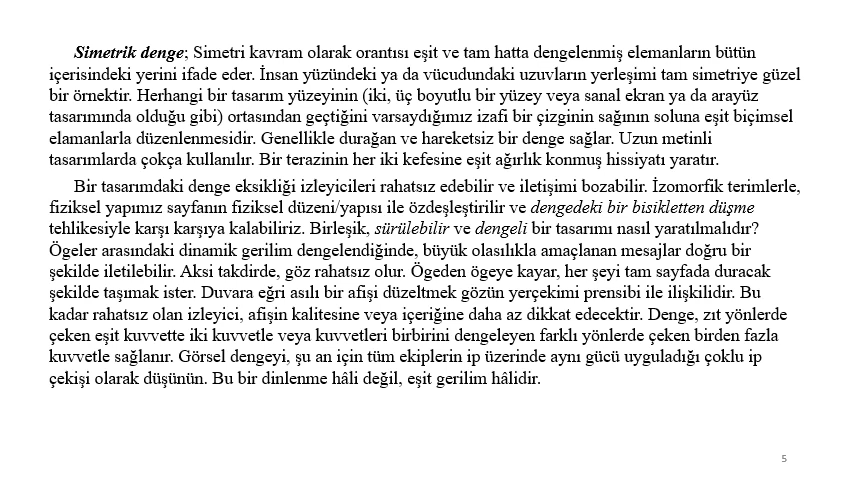 Simetrik denge; Simetri kavram olarak orantısı eşit ve tam hatta dengelenmiş elemanların bütün
içerisindeki yerini ifade eder. İnsan yüzündeki ya da vücudundaki uzuvların yerleşimi tam simetriye güzel
bir örnektir. Herhangi bir tasarım yüzeyinin (iki, üç boyutlu bir yüzey veya sanal ekran ya da arayüz
tasarımında olduğu gibi) ortasından geçtiğini varsaydığımız izafi bir çizginin sağının soluna eşit biçimsel
elamanlarla düzenlenmesidir. Genellikle durağan ve hareketsiz bir denge sağlar. Uzun metinli
tasarımlarda çokça kullanılır. Bir terazinin her iki kefesine eşit ağırlık konmuş hissiyatı yaratır.
Bir tasarımdaki denge eksikliği izleyicileri rahatsız edebilir ve iletişimi bozabilir. İzomorfik terimlerle,
fiziksel yapımız sayfanın fiziksel düzeni/yapısı ile özdeşleştirilir ve dengedeki bir bisikletten düşme
tehlikesiyle karşı karşıya kalabiliriz. Birleşik, sürülebilir ve dengeli bir tasarımı nasıl yaratılmalıdır?
Ögeler arasındaki dinamik gerilim dengelendiğinde, büyük olasılıkla amaçlanan mesajlar doğru bir
şekilde iletilebilir. Aksi takdirde, göz rahatsız olur. Ögeden ögeye kayar, her şeyi tam sayfada duracak
şekilde taşımak ister. Duvara eğri asılı bir afişi düzeltmek gözün yerçekimi prensibi ile ilişkilidir. Bu
kadar rahatsız olan izleyici, afişin kalitesine veya içeriğine daha az dikkat edecektir. Denge, zıt yönlerde
çeken eşit kuvvette iki kuvvetle veya kuvvetleri birbirini dengeleyen farklı yönlerde çeken birden fazla
kuvvetle sağlanır. Görsel dengeyi, şu an için tüm ekiplerin ip üzerinde aynı gücü uyguladığı çoklu ip
çekişi olarak düşünün. Bu bir dinlenme hâli değil, eşit gerilim hâlidir.
5